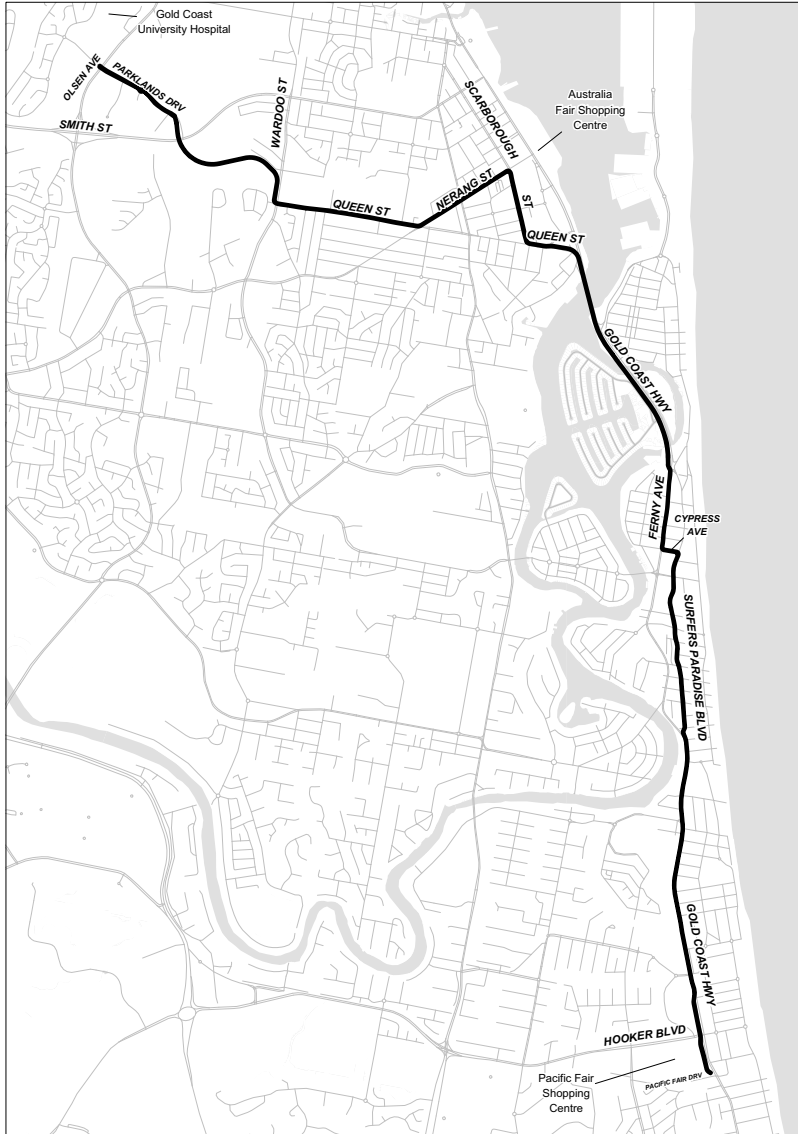 Gold Coast
University Hospital
OLSEN AVE
PARKLANDS DRV
SMITH ST
WARDOO ST
SCARBOROUGH
ST
Australia
Fair Shopping
Centre
NERANG ST
QUEEN ST
QUEEN ST
GOLD COAST HWY
FERNY AVE
CYPRESS
AVE
SURFERS PARADISE BLVD
GOLD COAST HWY
HOOKER BLVD
PACIFIC FAIR DRV
Pacific Fair
Shopping
Centre